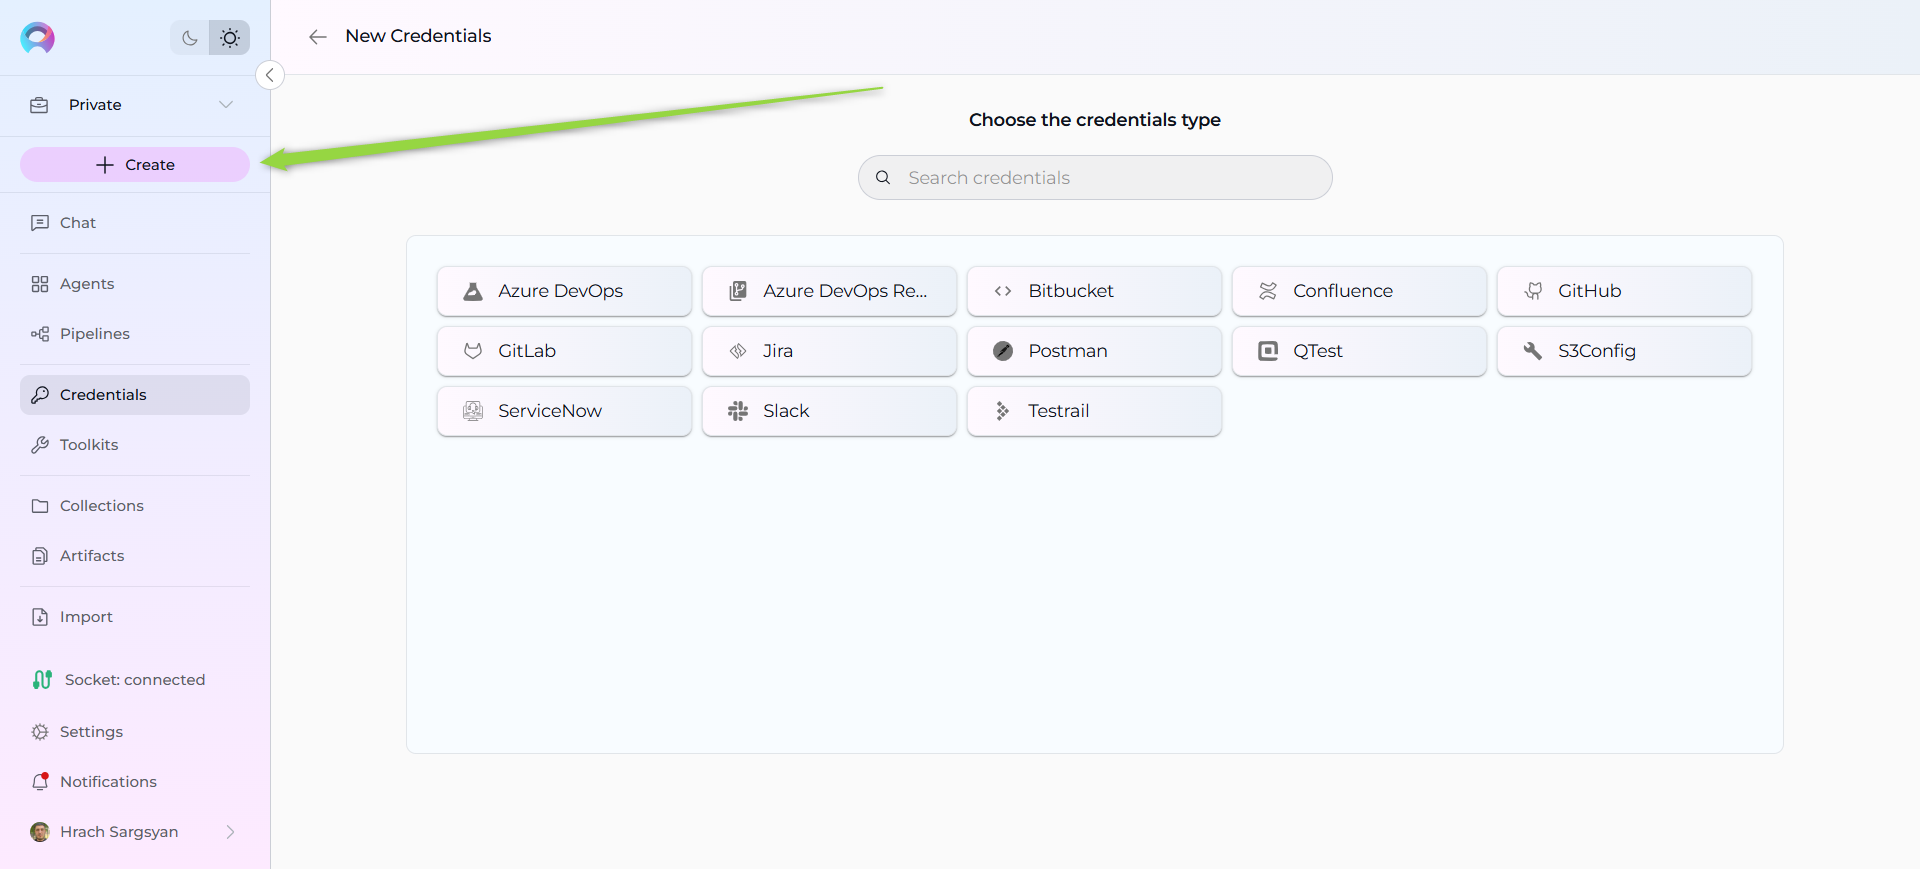 New Credentials
Private
Create
Chat
Agents
Pipelines
Credentials
Toolkits
Collections
Artifacts
Import
Socket: connected
Settings
Notifications
Hrach Sargsyan
Choose the credentials type
Search credentials
Azure DevOps
Azure DevOps Re...
Bitbucket
Confluence
GitHub
GitLab
Jira
Postman
QTest
S3Config
ServiceNow
Slack
Testrail